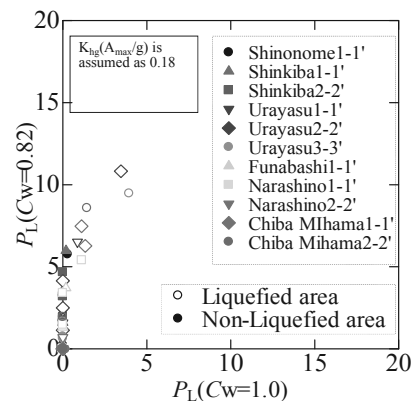 20
K_hg(A_max/g) is
assumed as 0.18
Shinonome1-1'
Shinkiba1-1'
Shinkiba2-2'
Urayasu1-1'
Urayasu2-2'
Urayasu3-3'
Funabashi1-1'
Narashino1-1'
Narashino2-2'
Chiba MIhama1-1'
Chiba Mihama2-2'
15
10
5
0
P_L(Cw=0.82)
Liquefied area
Non-Liquefied area
0 5 10 15 20
P_L(Cw=1.0)